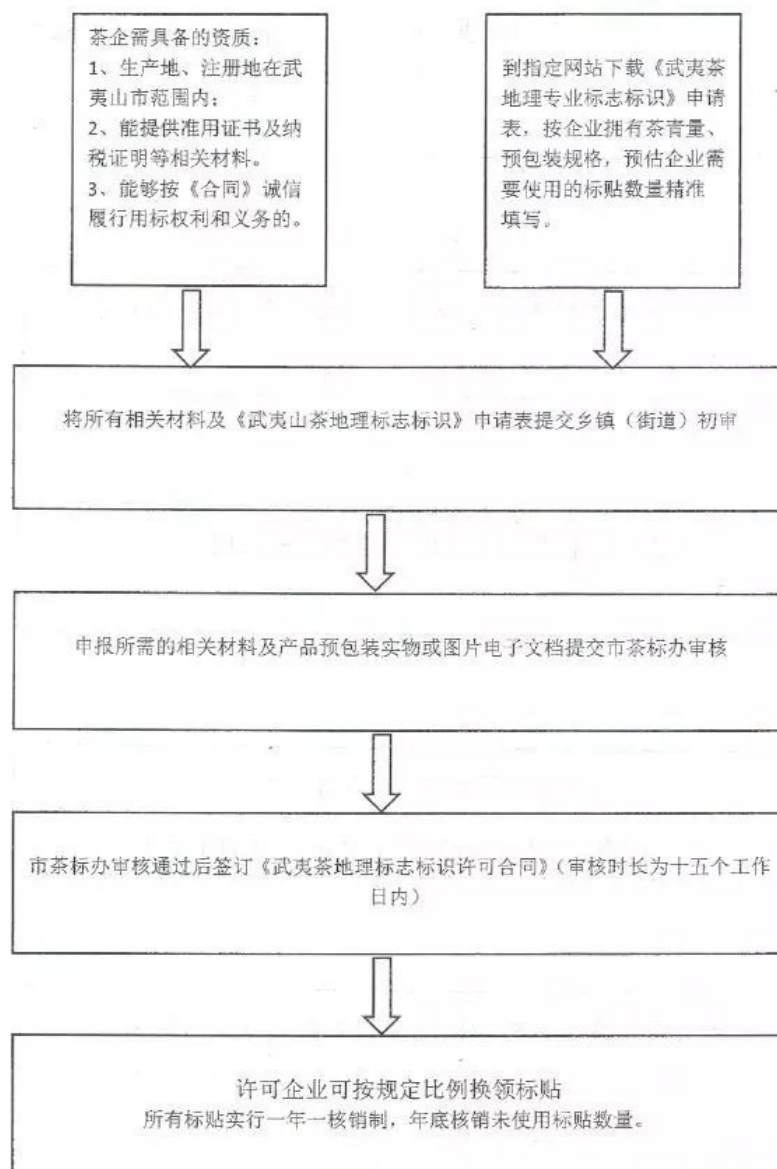 茶企需具备的资质：
1、生产地、注册地在武
夷山市范围内；
2、能提供准用证书及纳
税证明等相关材料。
3、能够按《合同》诚信
履行用标权利和义务的。
到指定网站下载《武夷茶
地理专业标志标识》申请
表，按企业拥有茶青量、
预包装规格，预估企业需
要使用的标贴数量精准
填写。
将所有相关材料及《武夷山茶地理标志标识》申请表提交乡镇（街道）初审
申报所需的相关材料及产品预包装实物或图片电子文档提交市茶标办审核
市茶标办审核通过后签订《武夷茶地理标志标识许可合同》（审核时长为十五个工作
日内）
许可企业可按规定比例换领标贴
所有标贴实行一年一核销制，年底核销未使用标贴数量。